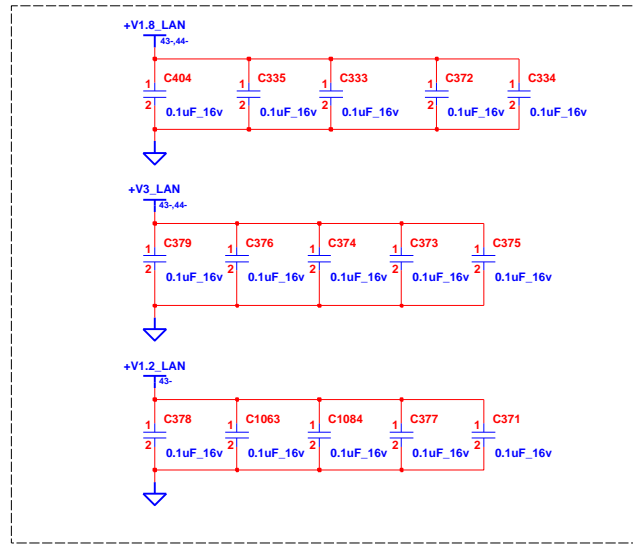 +V1.8_LAN
43-,44-
1 C404 1 C335 1 C333 1 C372 1 C334
2 0.1uF_16v 2 0.1uF_16v 2 0.1uF_16v 2 0.1uF_16v 2 0.1uF_16v
+V3_LAN
43-,44-
1 C379 1 C376 1 C374 1 C373 1 C375
2 0.1uF_16v 2 0.1uF_16v 2 0.1uF_16v 2 0.1uF_16v 2 0.1uF_16v
+V1.2_LAN
43-
1 C378 1 C1063 1 C1084 1 C377 1 C371
2 0.1uF_16v 2 0.1uF_16v 2 0.1uF_16v 2 0.1uF_16v 2 0.1uF_16v